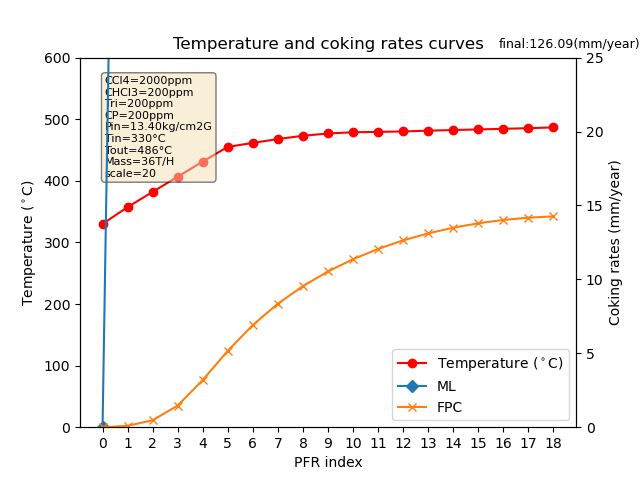 Temperature and coking rates curves
final:126.09(mm/year)
CCl4=2000ppm
CHCl3=200ppm
Tri=200ppm
CP=200ppm
Pin=13.40kg/cm2G
Tin=330°C
Tout=486°C
Mass=36T/H
scale=20
600
500
400
300
200
100
0
Temperature (°C)
25
20
15
10
5
0
Coking rates (mm/year)
Temperature (°C)
ML
FPC
0 1 2 3 4 5 6 7 8 9 10 11 12 13 14 15 16 17 18
PFR index